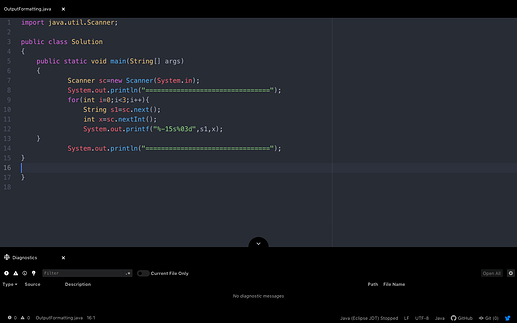 OutputFormatting.java
1 import java.util.Scanner;
2
3 public class Solution
4 {
5     public static void main(String[] args)
6     {
7             Scanner sc=new Scanner(System.in);
8             System.out.println("================================");
9             for(int i=0;i<3;i++){
10                 String s1=sc.next();
11                 int x=sc.nextInt();
12                 System.out.printf("%-15s%03d",s1,x);
13     }
14             System.out.println("================================");
15 }
16
17 }
18
Diagnostics
Filter .* Current File Only Open All
Type Source Description Path File Name
No diagnostic messages
0 0 0 OutputFormatting.java 16:1 Java (Eclipse JDT) Stopped LF UTF-8 Java GitHub Git (0)